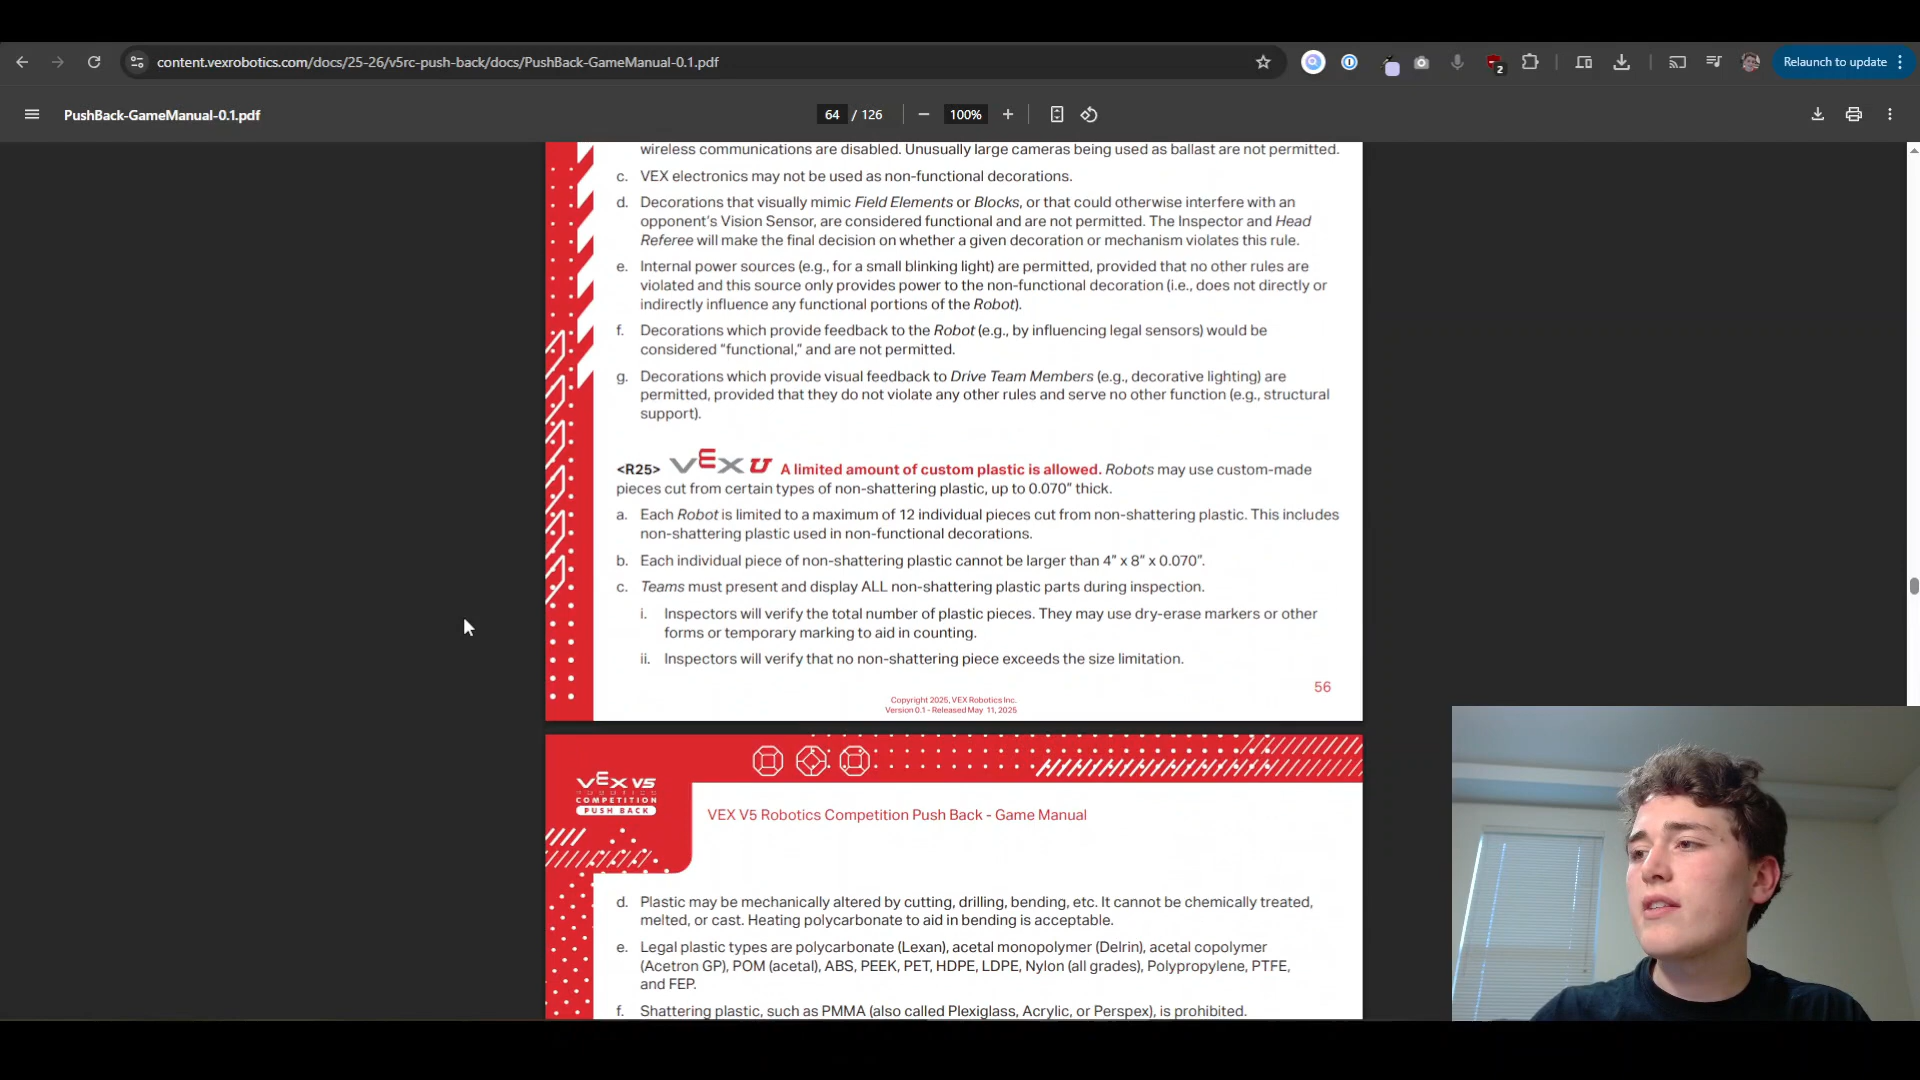 content.vexrobotics.com/docs/25-26/v5rc-push-back/docs/PushBack-GameManual-0.1.pdf
2
Relaunch to update
PushBack-GameManual-0.1.pdf
64 / 126
100%
wireless communications are disabled. Unusually large cameras being used as ballast are not permitted.
c. VEX electronics may not be used as non-functional decorations.
d. Decorations that visually mimic Field Elements or Blocks, or that could otherwise interfere with an
opponent's Vision Sensor, are considered functional and are not permitted. The Inspector and Head
Referee will make the final decision on whether a given decoration or mechanism violates this rule.
e. Internal power sources (e.g., for a small blinking light) are permitted, provided that no other rules are
violated and this source only provides power to the non-functional decoration (i.e., does not directly or
indirectly influence any functional portions of the Robot).
f. Decorations which provide feedback to the Robot (e.g., by influencing legal sensors) would be
considered “functional,” and are not permitted.
g. Decorations which provide visual feedback to Drive Team Members (e.g., decorative lighting) are
permitted, provided that they do not violate any other rules and serve no other function (e.g., structural
support).
<R25> VEX U A limited amount of custom plastic is allowed. Robots may use custom-made
pieces cut from certain types of non-shattering plastic, up to 0.070” thick.
a. Each Robot is limited to a maximum of 12 individual pieces cut from non-shattering plastic. This includes
non-shattering plastic used in non-functional decorations.
b. Each individual piece of non-shattering plastic cannot be larger than 4” x 8” x 0.070”.
c. Teams must present and display ALL non-shattering plastic parts during inspection.
i. Inspectors will verify the total number of plastic pieces. They may use dry-erase markers or other
forms or temporary marking to aid in counting.
ii. Inspectors will verify that no non-shattering piece exceeds the size limitation.
56
Copyright 2025, VEX Robotics Inc.
Version 0.1 - Released May 11, 2025
VEX V5
ROBOTICS
COMPETITION
PUSH BACK
VEX V5 Robotics Competition Push Back - Game Manual
d. Plastic may be mechanically altered by cutting, drilling, bending, etc. It cannot be chemically treated,
melted, or cast. Heating polycarbonate to aid in bending is acceptable.
e. Legal plastic types are polycarbonate (Lexan), acetal monopolymer (Delrin), acetal copolymer
(Acetron GP), POM (acetal), ABS, PEEK, PET, HDPE, LDPE, Nylon (all grades), Polypropylene, PTFE,
and FEP.
f. Shattering plastic, such as PMMA (also called Plexiglass, Acrylic, or Perspex), is prohibited.